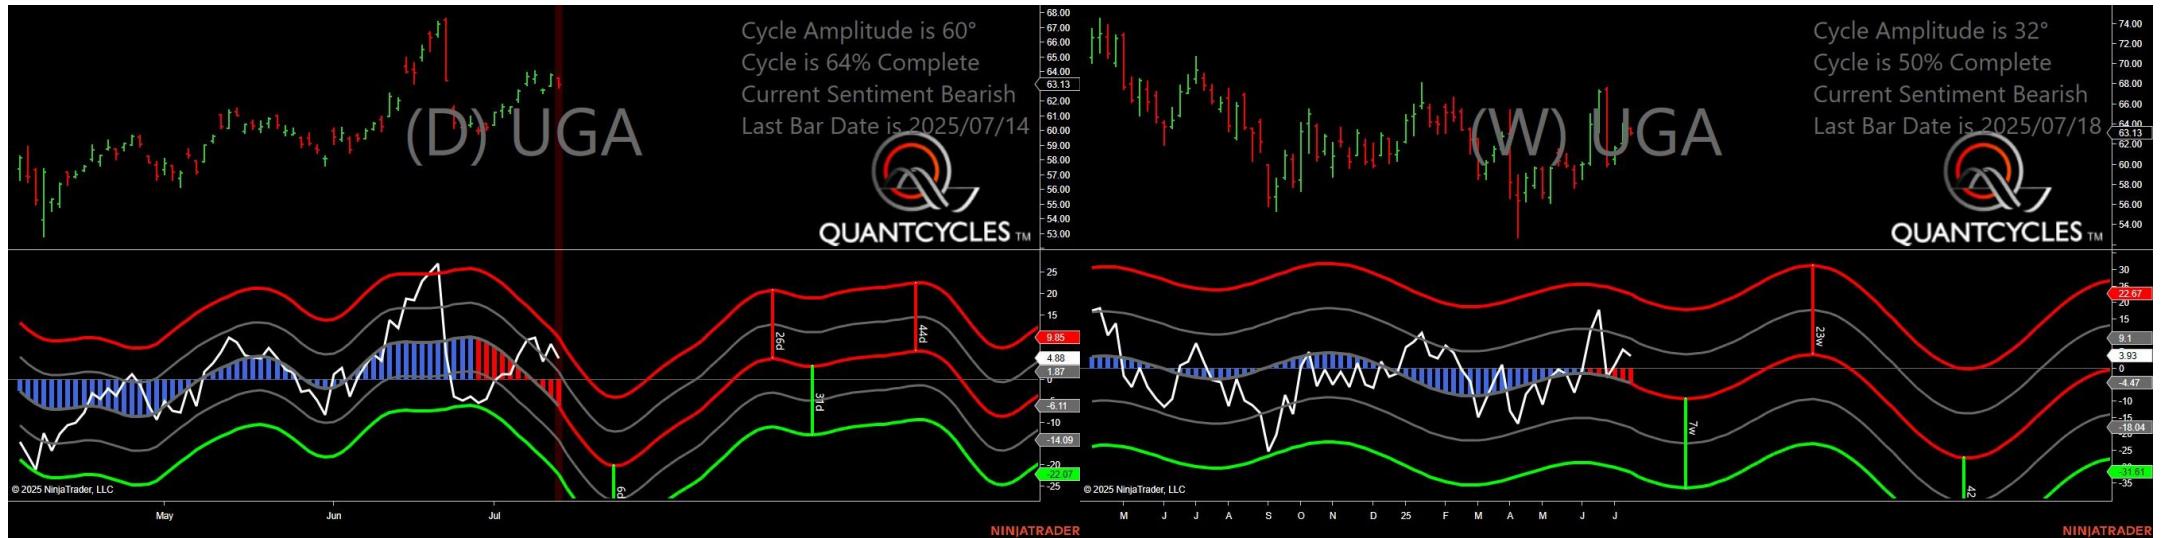 Cycle Amplitude is 60°
Cycle is 64% Complete
Current Sentiment Bearish
Last Bar Date is 2025/07/14
(D) UGA
QUANTCYCLES TM
68.00
67.00
66.00
65.00
64.00
63.13
62.00
61.00
60.00
59.00
58.00
57.00
56.00
55.00
54.00
53.00
25
20
15
9.85
4.88
1.87
0
-6.11
-10
-14.09
-20
-22.07
-25
26d
44d
31d
6d
© 2025 NinjaTrader, LLC
May
Jun
Jul
NINJATRADER
Cycle Amplitude is 32°
Cycle is 50% Complete
Current Sentiment Bearish
Last Bar Date is 2025/07/18
(W) UGA
QUANTCYCLES TM
74.00
72.00
70.00
68.00
66.00
64.00
63.13
62.00
60.00
58.00
56.00
54.00
30
22.67
15
9.1
3.93
0
-4.47
-10
-15
-18.04
-25
-31.61
-35
23w
7w
42
© 2025 NinjaTrader, LLC
M
J
J
A
S
O
N
D
25
F
M
A
M
J
J
NINJATRADER